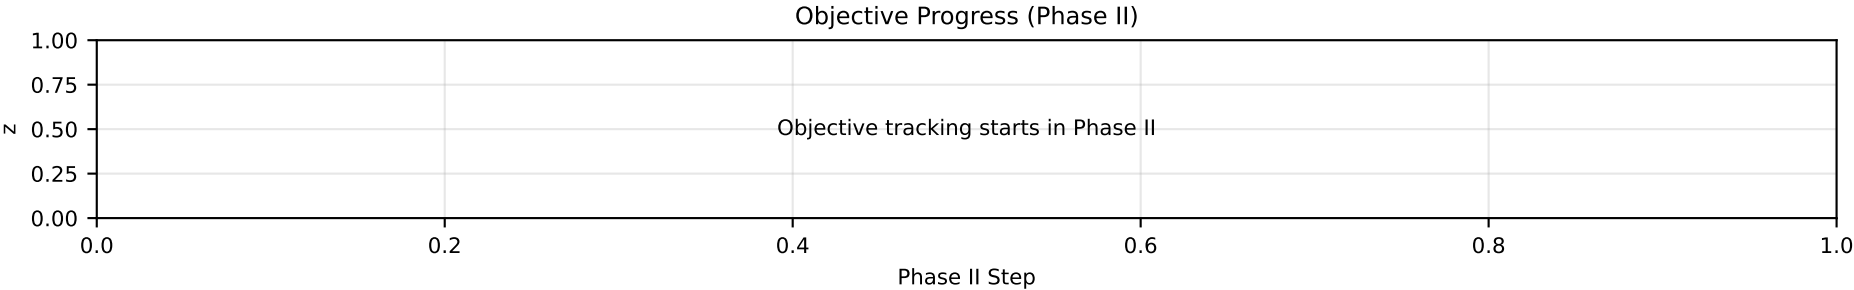 Objective Progress (Phase II)
1.00
0.75
0.50
0.25
0.00
z
Objective tracking starts in Phase II
0.0 0.2 0.4 0.6 0.8 1.0
Phase II Step